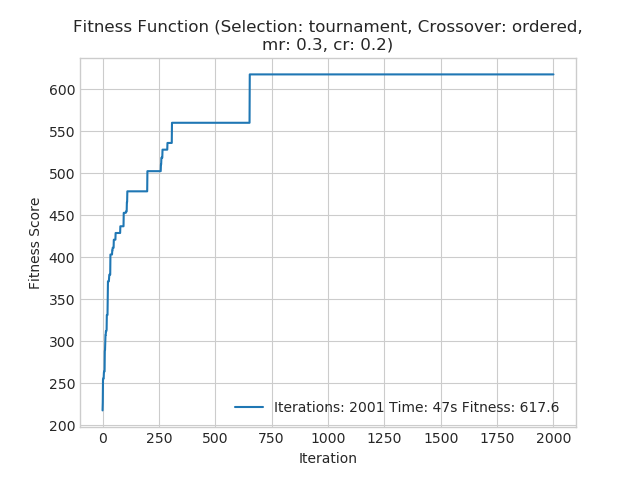 Fitness Function (Selection: tournament, Crossover: ordered,
mr: 0.3, cr: 0.2)
Fitness Score
600
550
500
450
400
350
300
250
200
Iterations: 2001 Time: 47s Fitness: 617.6
0 250 500 750 1000 1250 1500 1750 2000
Iteration